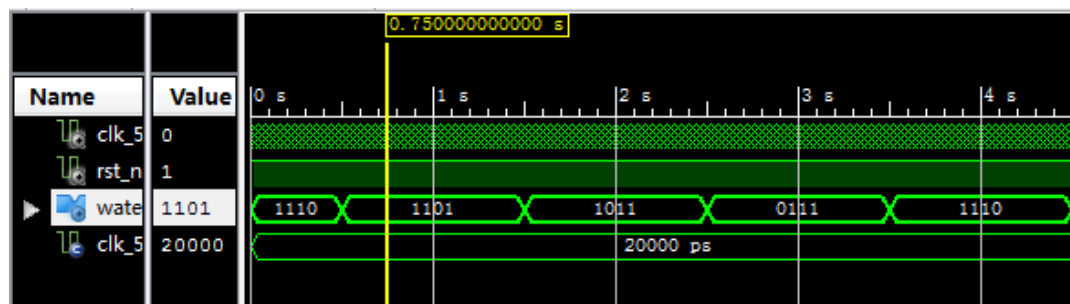 0.750000000000 s
Name Value 0 s 1 s 2 s 3 s 4 s
clk_5 0
rst_n 1
wate 1101 1110 1101 1011 0111 1110
clk_5 20000 20000 ps